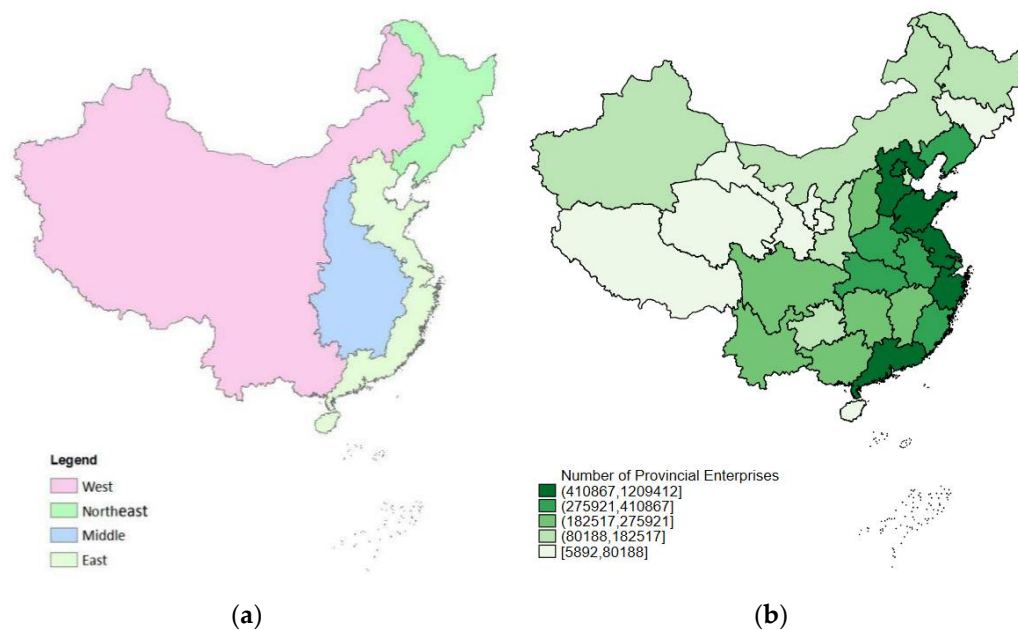 Legend
West
Northeast
Middle
East
(a)
Number of Provincial Enterprises
(410867,1209412]
(275921,410867]
(182517,275921]
(80188,182517]
[5892,80188]
(b)